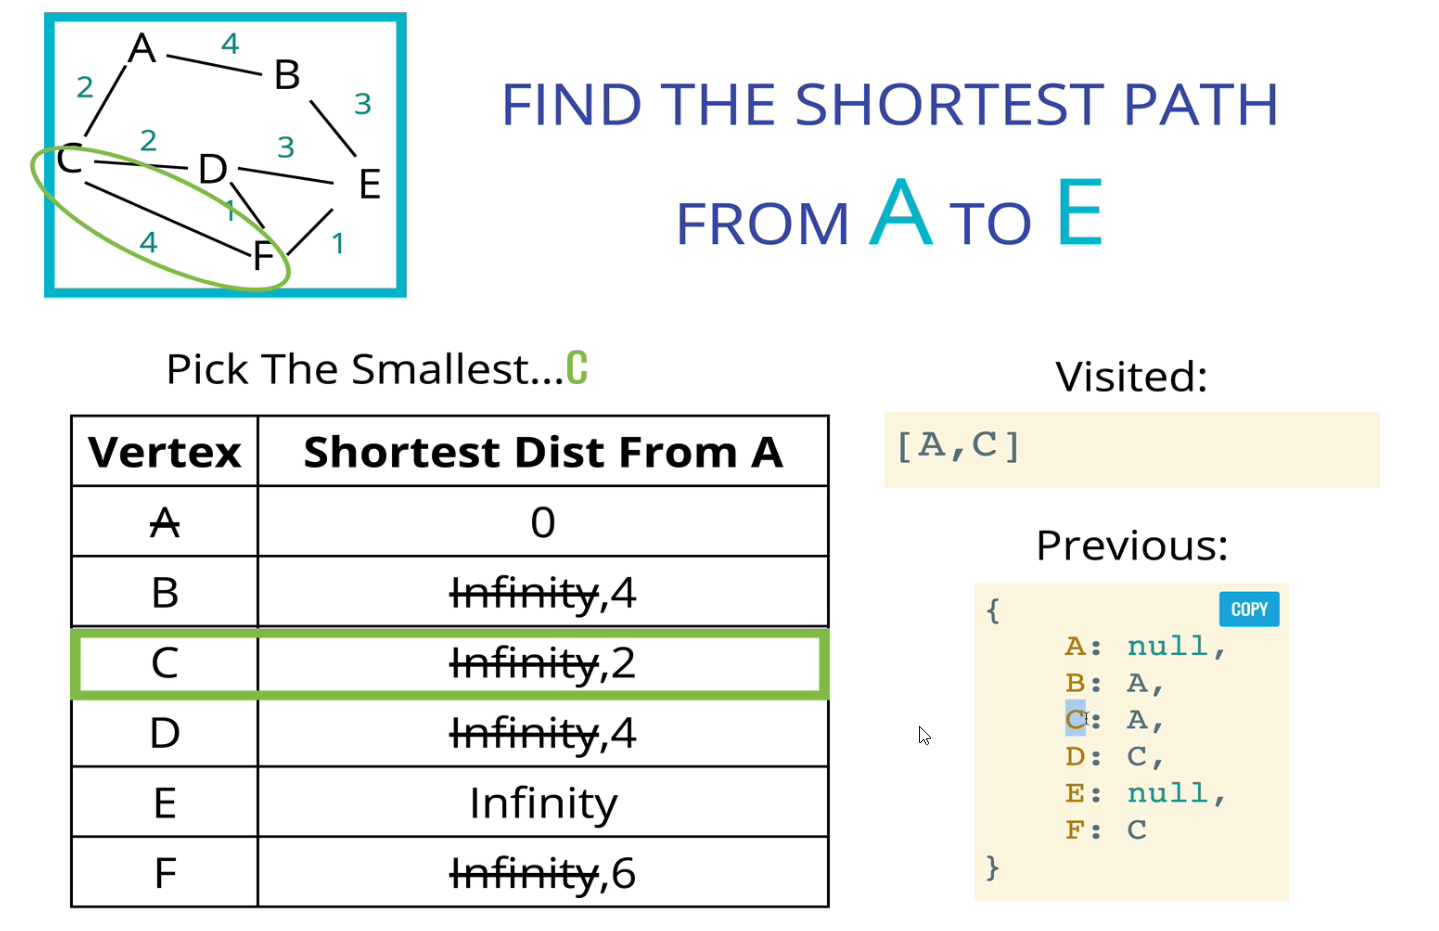 A
4
B
2
3
C
2
D
3
E
1
4
F
1
FIND THE SHORTEST PATH
FROM A TO E
Pick The Smallest...C
Vertex Shortest Dist From A
A 0
B Infinity,4
C Infinity,2
D Infinity,4
E Infinity
F Infinity,6
Visited:
[A,C]
Previous:
COPY
{
A: null,
B: A,
C: A,
D: C,
E: null,
F: C
}